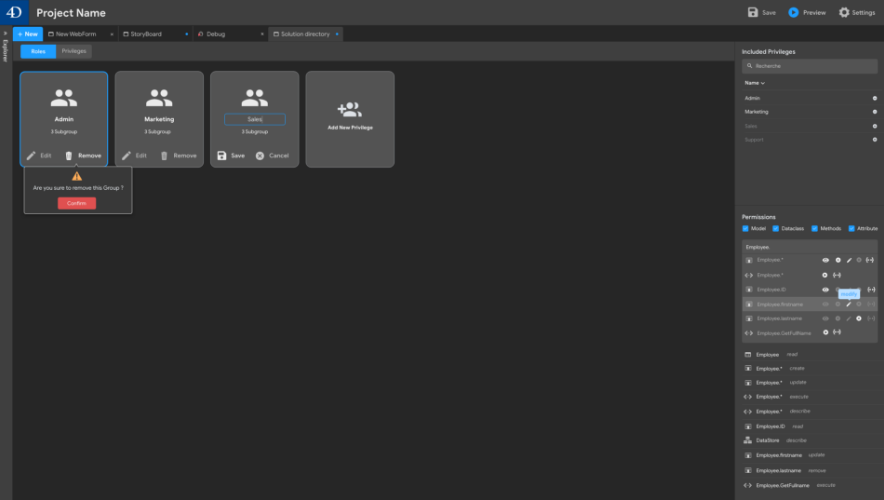 4D Project Name Save Preview Settings
+ New New WebForm StoryBoard Debug Solution directory
Explorer
Roles Privileges
Admin
3 Subgroup
Edit Remove
Marketing
3 Subgroup
Edit Remove
Sales
3 Subgroup
Save Cancel
Add New Privilege
Are you sure to remove this Group ?
Confirm
Included Privileges
Recherche
Name
Admin
Marketing
Sales
Support
Permissions
Model Dataclass Methods Attribute
Employee
Employee.*
Employee.*
Employee.ID
modify
Employee.firstname
Employee.lastname
Employee.GetFullName
Employee read
Employee.* create
Employee.* update
Employee.* execute
Employee.* describe
Employee.ID read
DataStore describe
Employee.firstname update
Employee.lastname remove
Employee.GetFullname execute